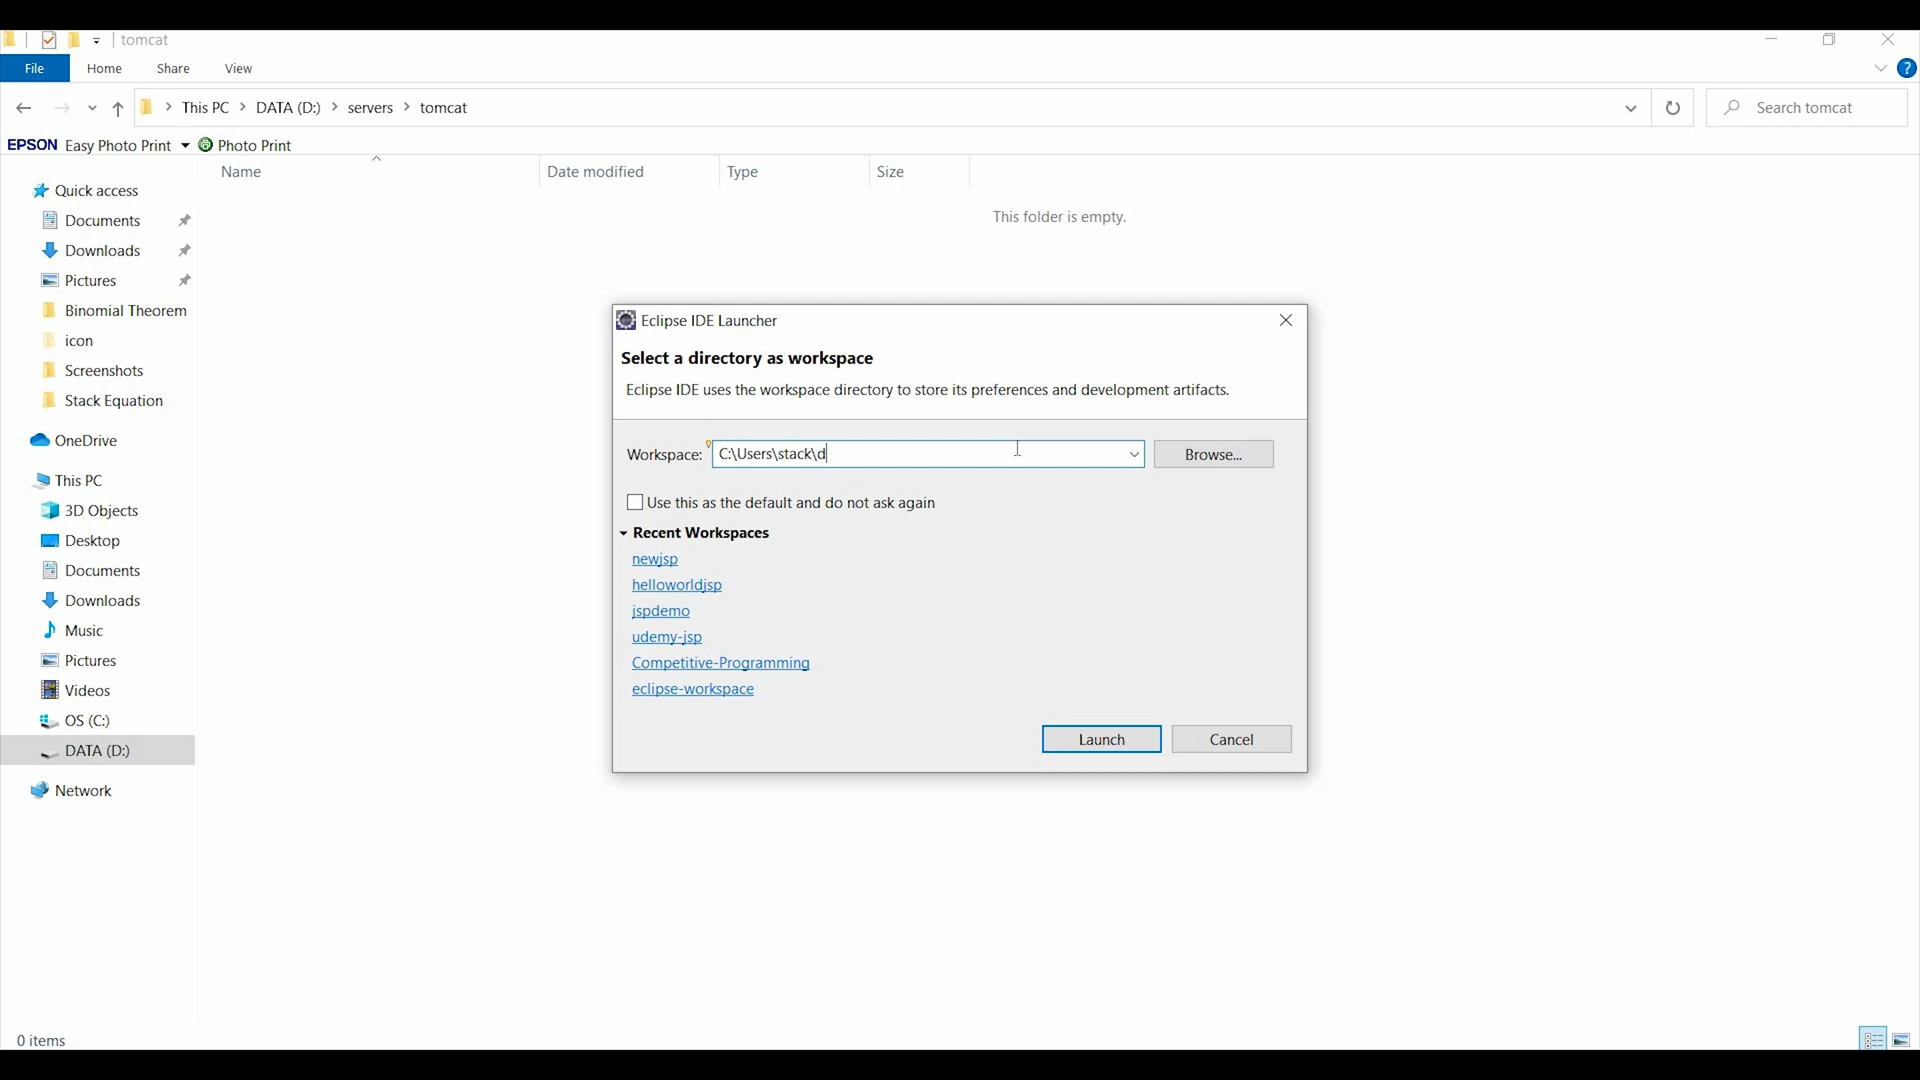 tomcat
File Home Share View
This PC DATA (D:) servers tomcat Search tomcat
EPSON Easy Photo Print Photo Print
Name Date modified Type Size
This folder is empty.
Quick access
Documents
Downloads
Pictures
Binomial Theorem
icon
Screenshots
Stack Equation
OneDrive
This PC
3D Objects
Desktop
Documents
Downloads
Music
Pictures
Videos
OS (C:)
DATA (D:)
Network
0 items
Eclipse IDE Launcher
Select a directory as workspace
Eclipse IDE uses the workspace directory to store its preferences and development artifacts.
Workspace: C:\Users\stack\d Browse...
Use this as the default and do not ask again
Recent Workspaces
newjsp
helloworldjsp
jspdemo
udemy-jsp
Competitive-Programming
eclipse-workspace
Launch Cancel